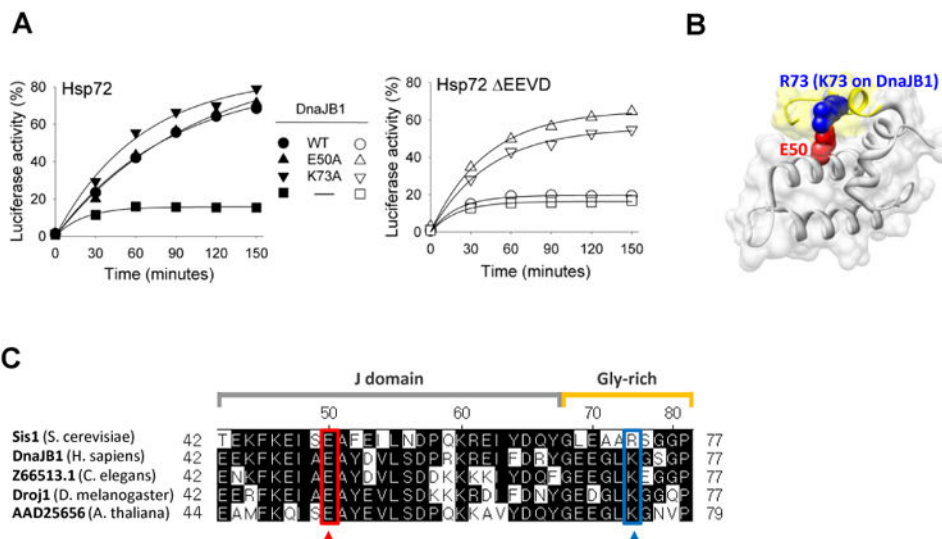 A
B
Hsp72
Hsp72 ΔEEVD
DnaJB1
WT
E50A
K73A
—
Luciferase activity (%)
80
60
40
20
0
0 30 60 90 120 150
Time (minutes)
Luciferase activity (%)
80
60
40
20
0
0 30 60 90 120 150
Time (minutes)
R73 (K73 on DnaJB1)
E50
C
J domain Gly-rich
50 60 70 80
Sis1 (S. cerevisiae) 42 TEKFKEISEAFEILNDPQKREIYDQYGLEAARSGGP 77
DnaJB1 (H. sapiens) 42 EEKFKEIAEAYDVLSDPRKREIFDRYGEEGLKGSGP 77
Z66513.1 (C. elegans) 42 ENKFKEIAEAYDVLSDDKKKKIYDQFGEEGLKEGGP 77
Droj1 (D. melanogaster) 42 EERFKEIAEAYEVLSDKKKRDLFDNYGEDGLKGGQP 77
AAD25656 (A. thaliana) 44 EAMFKQISEAYEVLSDPQKKAVYDQYGEEGLKGNVP 79